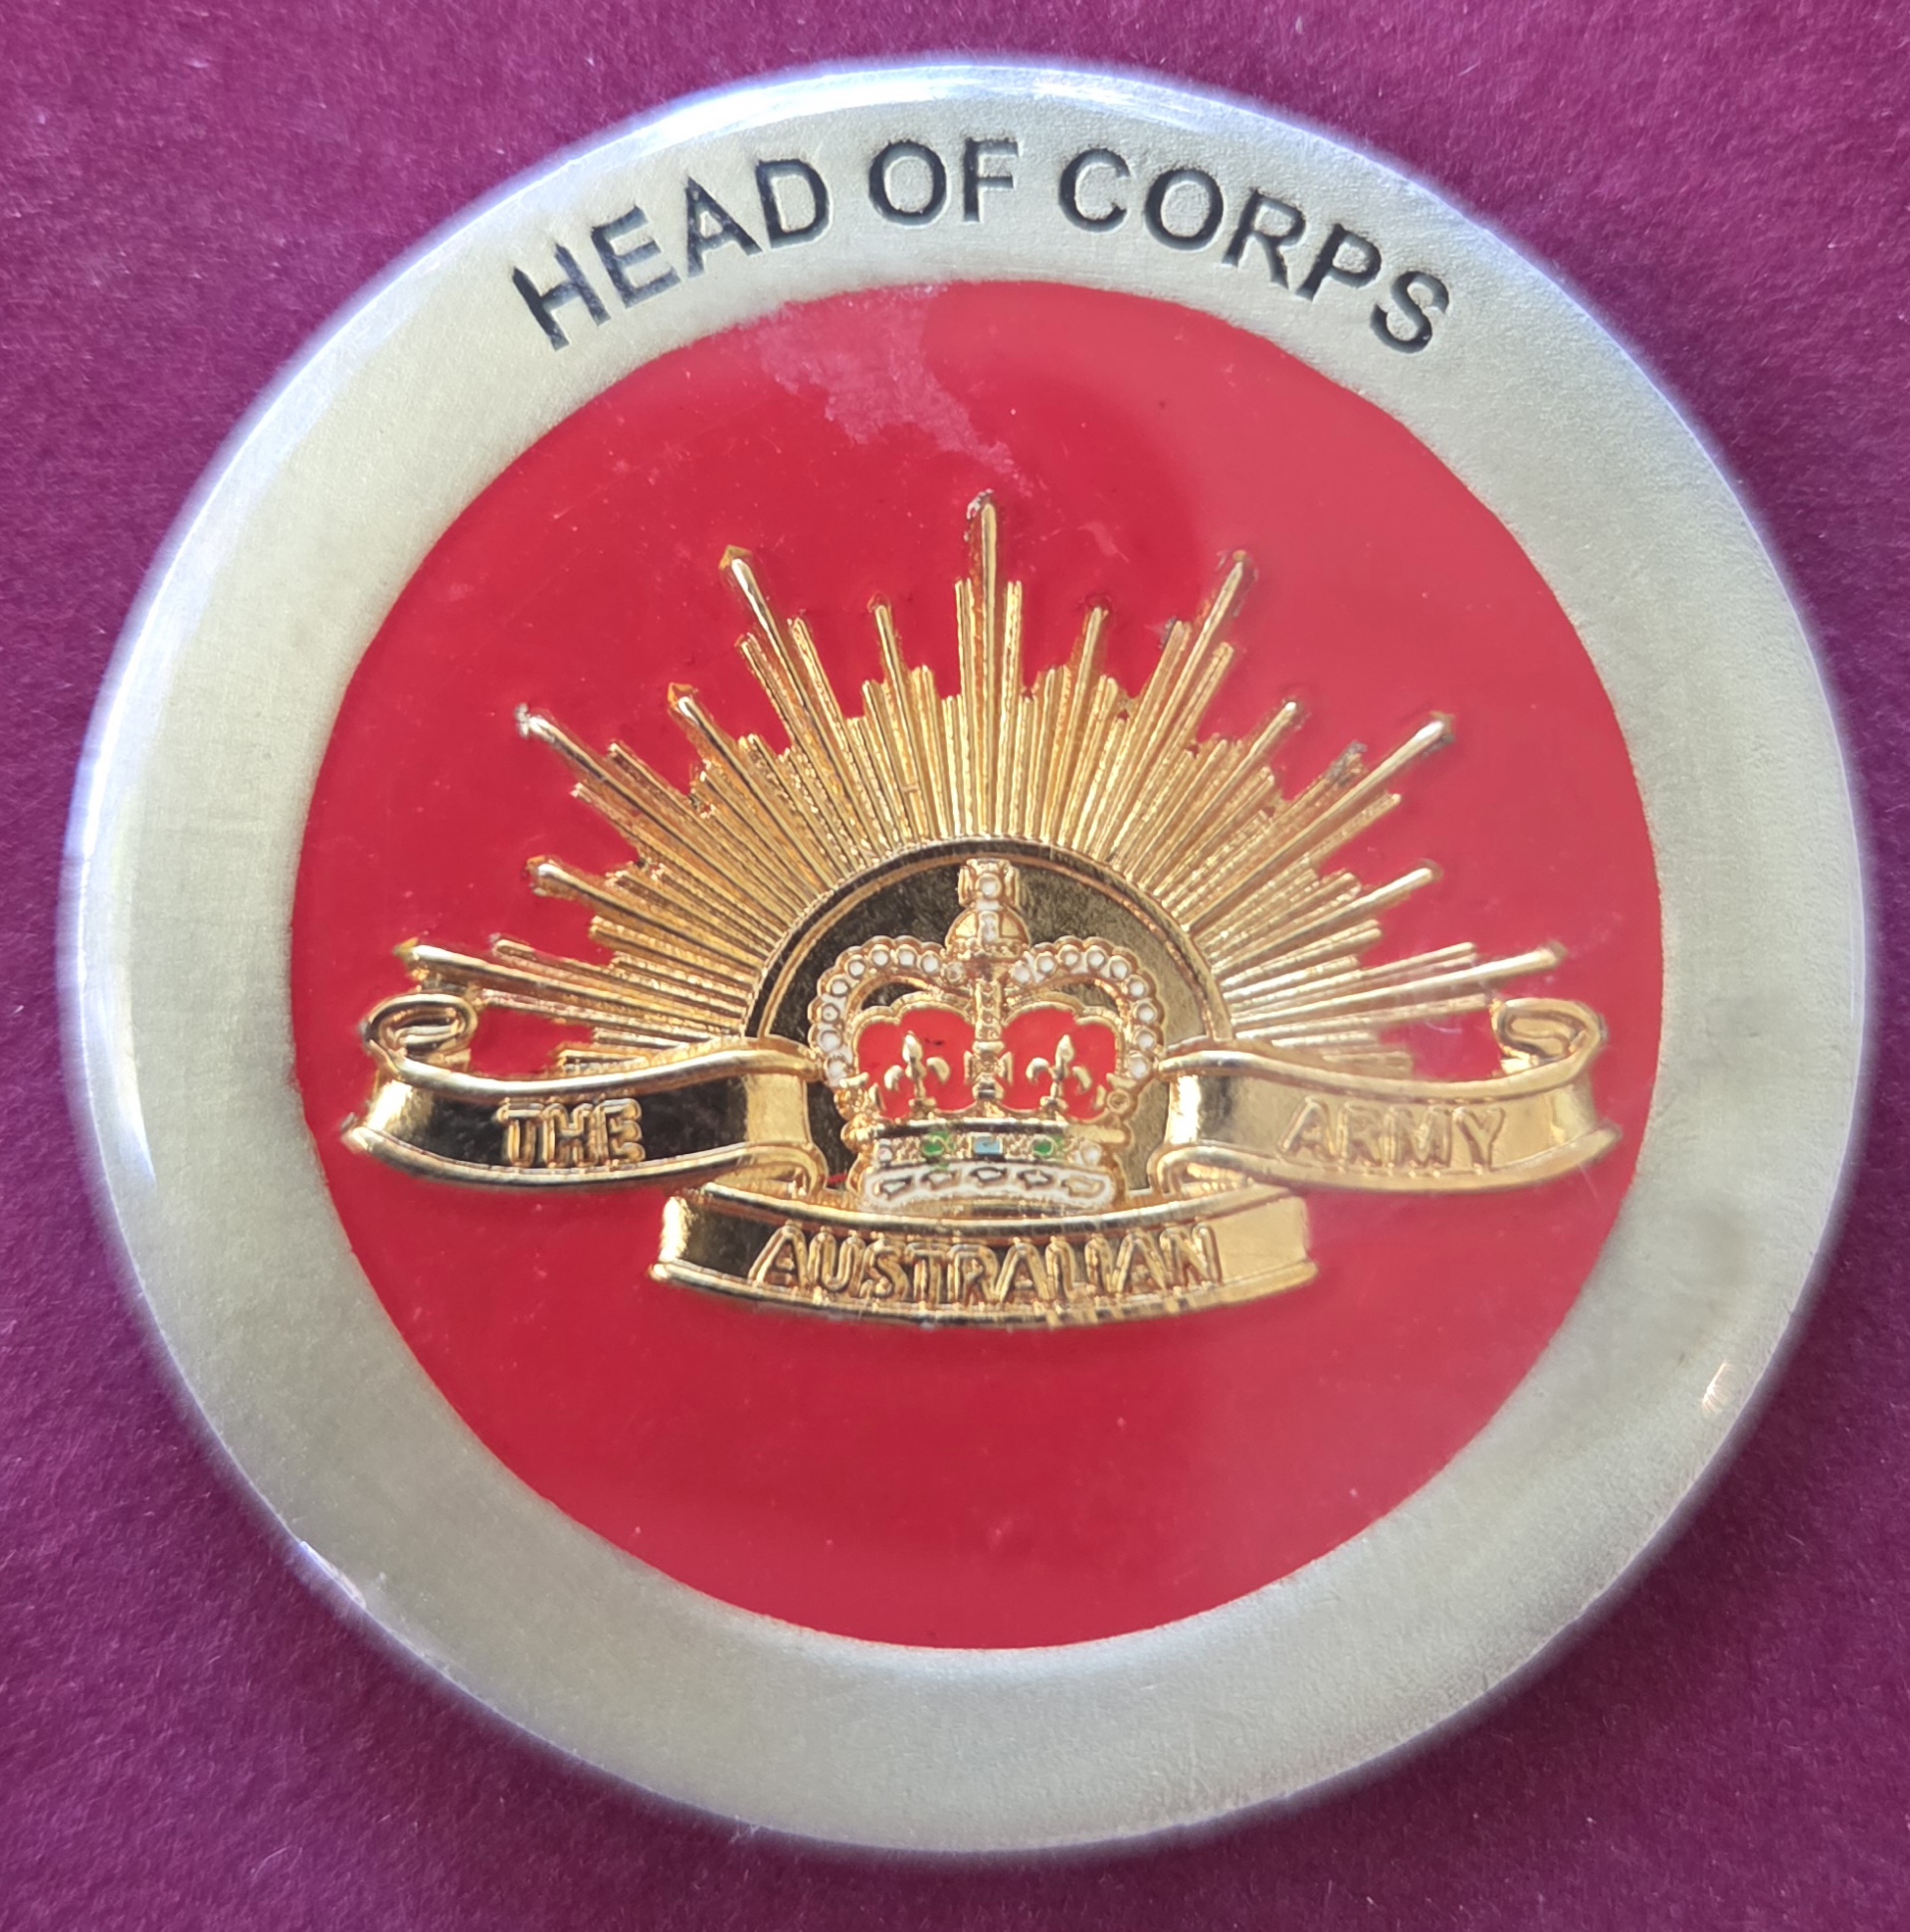 HEAD OF CORPS
THE
AUSTRALIAN
ARMY